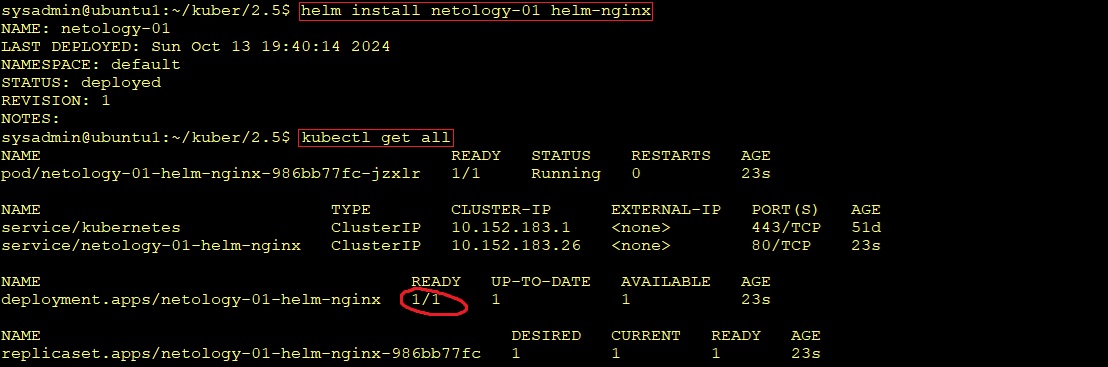 sysadmin@ubuntu1:~/kuber/2.5$ helm install netology-01 helm-nginx
NAME: netology-01
LAST DEPLOYED: Sun Oct 13 19:40:14 2024
NAMESPACE: default
STATUS: deployed
REVISION: 1
NOTES:
sysadmin@ubuntu1:~/kuber/2.5$ kubectl get all
NAME READY STATUS RESTARTS AGE
pod/netology-01-helm-nginx-986bb77fc-jzxlr 1/1 Running 0 23s
NAME TYPE CLUSTER-IP EXTERNAL-IP PORT(S) AGE
service/kubernetes ClusterIP 10.152.183.1 <none> 443/TCP 51d
service/netology-01-helm-nginx ClusterIP 10.152.183.26 <none> 80/TCP 23s
NAME READY UP-TO-DATE AVAILABLE AGE
deployment.apps/netology-01-helm-nginx 1/1 1 1 23s
NAME DESIRED CURRENT READY AGE
replicaset.apps/netology-01-helm-nginx-986bb77fc 1 1 1 23s